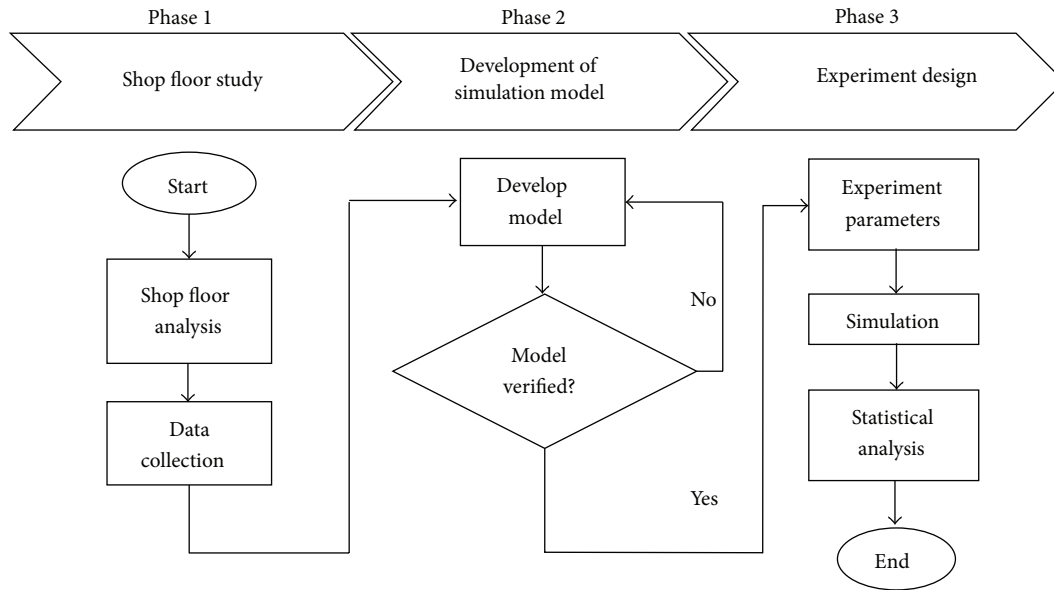 Phase 1
Phase 2
Phase 3
Shop floor study
Development of
simulation model
Experiment design
Start
Shop floor
analysis
Data
collection
Develop
model
No
Model
verified?
Yes
Experiment
parameters
Simulation
Statistical
analysis
End